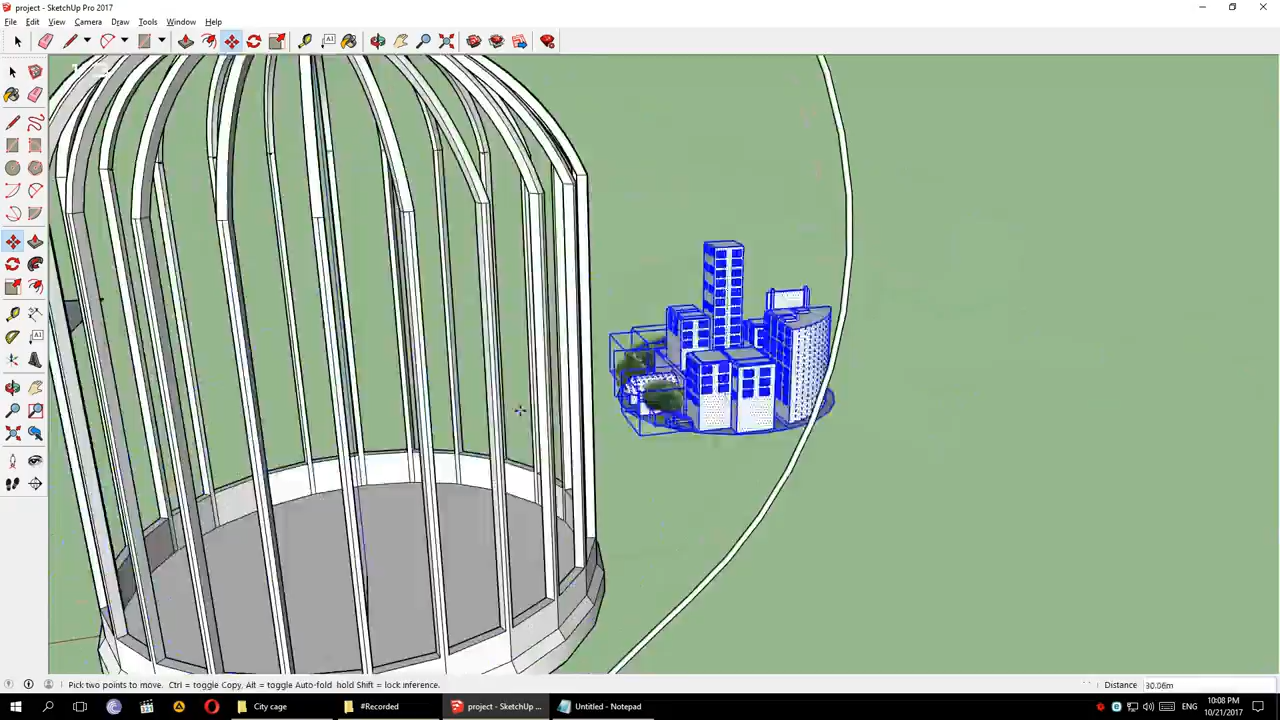 project - SketchUp Pro 2017
File Edit View Camera Draw Tools Window Help
Pick two points to move. Ctrl = toggle Copy, Alt = toggle Auto-fold hold Shift = lock inference.
Distance 30.06m
City cage
#Recorded
project - SketchUp ...
Untitled - Notepad
10:08 PM
10/21/2017